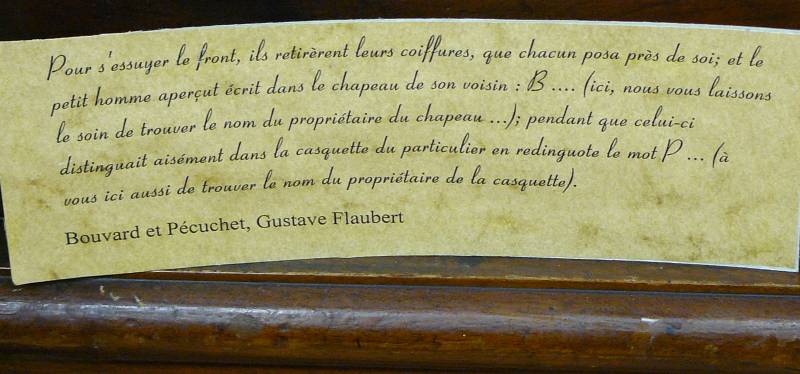 Pour s'essuyer le front, ils retirèrent leurs coiffures, que chacun posa près de soi; et le
petit homme aperçut écrit dans le chapeau de son voisin : B .... (ici, nous vous laissons
le soin de trouver le nom du propriétaire du chapeau ...); pendant que celui-ci
distinguait aisément dans la casquette du particulier en redinguote le mot P ... (à
vous ici aussi de trouver le nom du propriétaire de la casquette).
Bouvard et Pécuchet, Gustave Flaubert